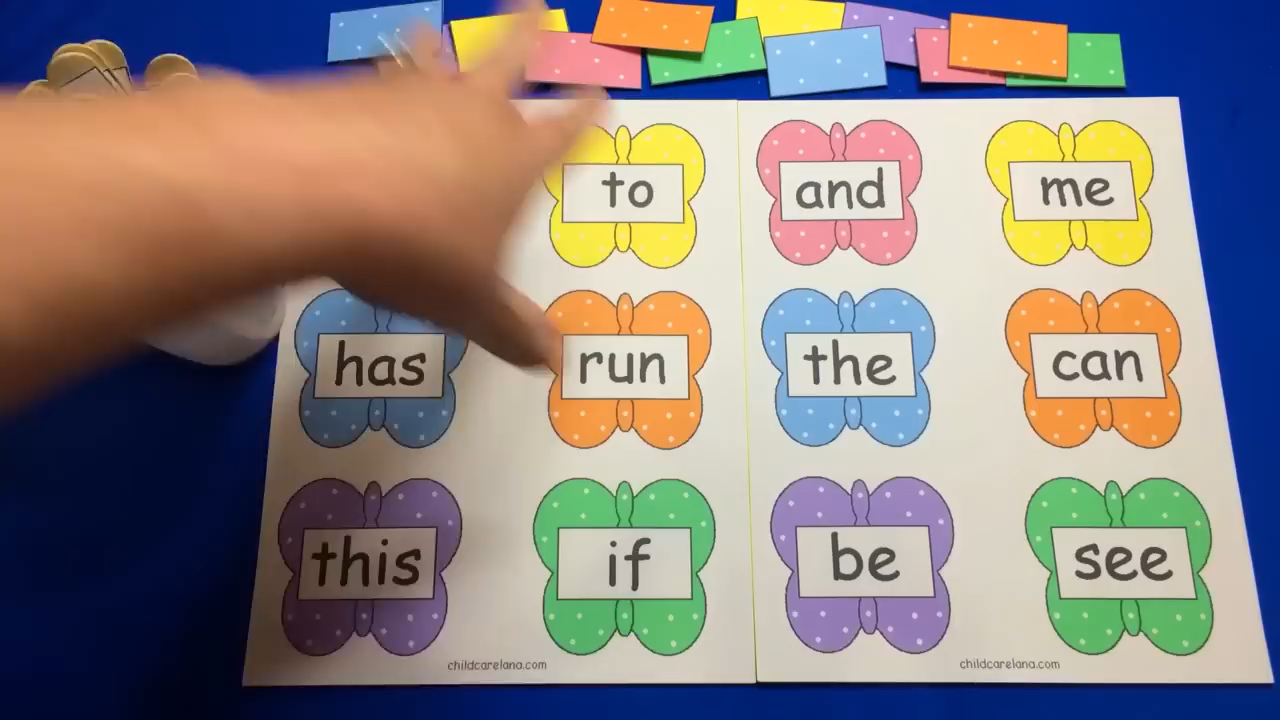 to
and
me
has
run
the
can
this
if
be
see
childcarelana.com
childcarelana.com